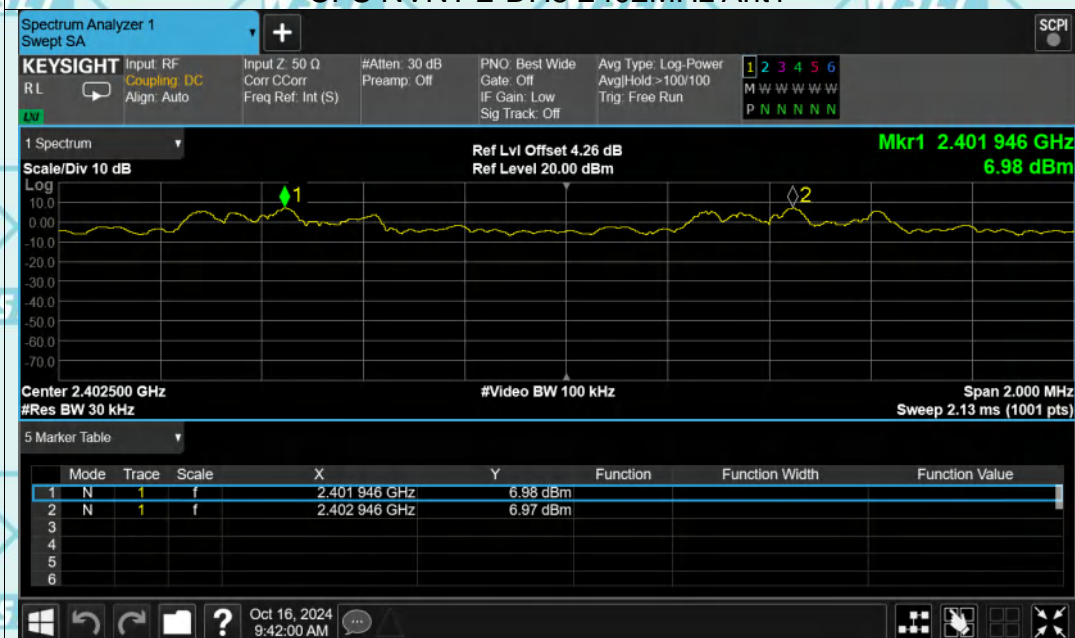 Spectrum Analyzer 1
Swept SA
+
SCPI
KEYSIGHT Input: RF Input Z: 50 Ω #Atten: 30 dB PNO: Best Wide Avg Type: Log-Power 1 2 3 4 5 6
RL Coupling: DC Corr CCorr Preamp: Off Gate: Off Avg|Hold:>100/100 M W W W W W
Align: Auto Freq Ref: Int (S) IF Gain: Low Trig: Free Run
Sig Track: Off P N N N N N
LXI
1 Spectrum Ref Lvl Offset 4.26 dB Mkr1 2.401 946 GHz
Scale/Div 10 dB Ref Level 20.00 dBm 6.98 dBm
Log
10.0
0.00
-10.0
-20.0
-30.0
-40.0
-50.0
-60.0
-70.0
1
2
Center 2.402500 GHz #Video BW 100 kHz Span 2.000 MHz
#Res BW 30 kHz Sweep 2.13 ms (1001 pts)
5 Marker Table
Mode Trace Scale X Y Function Function Width Function Value
1 N 1 f 2.401 946 GHz 6.98 dBm
2 N 1 f 2.402 946 GHz 6.97 dBm
3
4
5
6
? Oct 16, 2024
9:42:00 AM